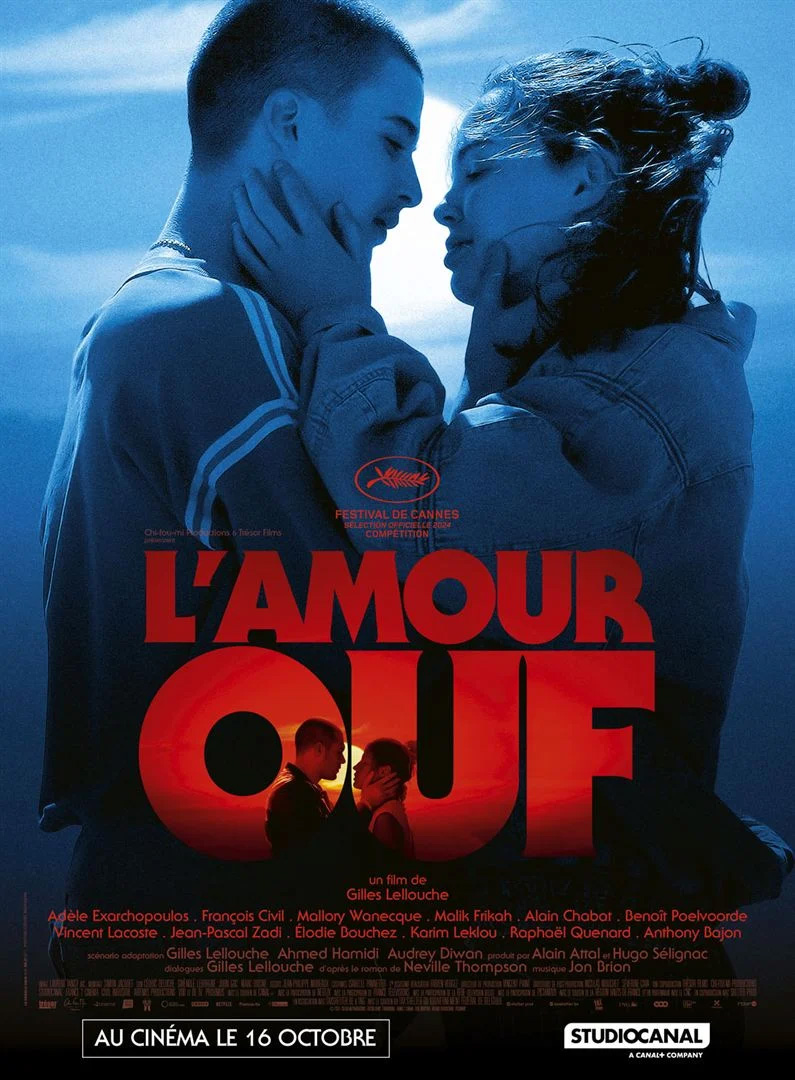 FESTIVAL DE CANNES
SÉLECTION OFFICIELLE 2024
COMPÉTITION
Chi-fou-mi Productions & Trésor Films
présentent
L'AMOUR
OUF
un film de
Gilles Lellouche
Adèle Exarchopoulos . François Civil . Mallory Wanecque . Malik Frikah . Alain Chabat . Benoît Poelvoorde
Vincent Lacoste . Jean-Pascal Zadi . Élodie Bouchez . Karim Leklou . Raphaël Quenard . Anthony Bajon
scénario adaptation Gilles Lellouche Ahmed Hamidi Audrey Diwan produit par Alain Attal et Hugo Sélignac
dialogues Gilles Lellouche d'après le roman de Neville Thompson musique Jon Brion
AU CINÉMA LE 16 OCTOBRE
STUDIOCANAL
A CANAL+ COMPANY